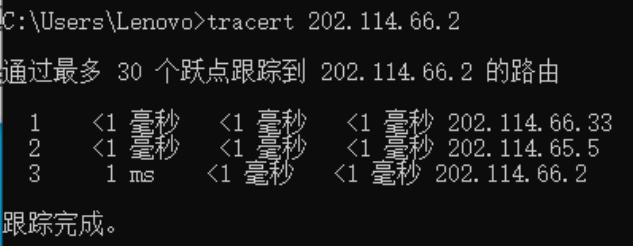 C:\Users\Lenovo>tracert 202.114.66.2
通过最多 30 个跃点跟踪到 202.114.66.2 的路由
1 <1 毫秒 <1 毫秒 <1 毫秒 202.114.66.33
2 <1 毫秒 <1 毫秒 <1 毫秒 202.114.65.5
3 1 ms <1 毫秒 <1 毫秒 202.114.66.2
跟踪完成。